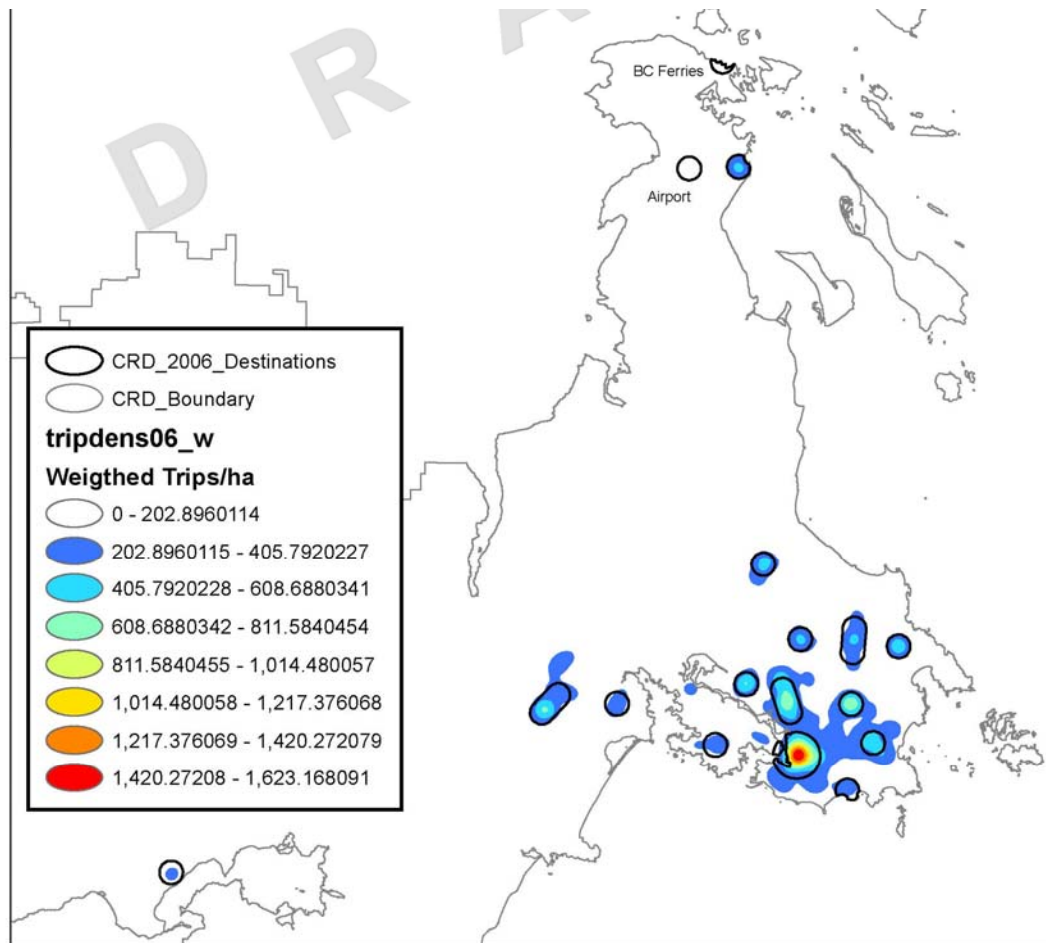 D R A
BC Ferries
Airport
CRD_2006_Destinations
CRD_Boundary
tripdens06_w
Weigthed Trips/ha
0 - 202.8960114
202.8960115 - 405.7920227
405.7920228 - 608.6880341
608.6880342 - 811.5840454
811.5840455 - 1,014.480057
1,014.480058 - 1,217.376068
1,217.376069 - 1,420.272079
1,420.27208 - 1,623.168091